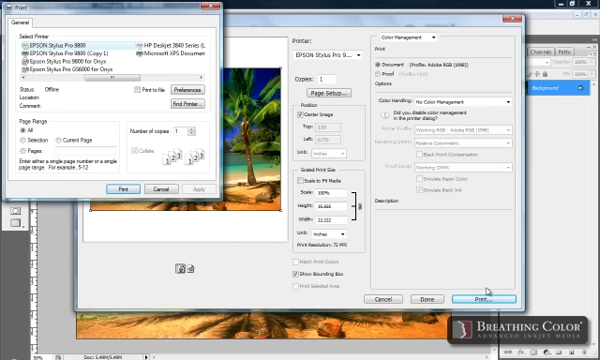 Print
General
Select Printer
EPSON Stylus Pro 9800
EPSON Stylus Pro 9800 (Copy 1)
Epson Stylus Pro 9800 for Onyx
Epson Stylus Pro GS6000 for Onyx
HP Deskjet 3840 Series (L
Microsoft XPS Document
Status: Offline
Location:
Comment:
Print to file
Preferences
Find Printer...
Page Range
All
Selection
Current Page
Pages:
Enter either a single page number or a single
page range. For example, 5-12
Number of copies: 1
Collate
Print
Cancel
Apply
Printer:
EPSON Stylus Pro 9...
Copies: 1
Page Setup...
Position
Center Image
Top:
Left:
Unit: inches
Scaled Print Size
Scale to Fit Media
Scale: 100%
Height:
Width: 22.222
Unit: inches
Print Resolution: 72 PPI
Match Print Colors
Show Bounding Box
Print Selected Area
Color Management
Print
Document (Profile: Adobe RGB (1998))
Proof (Profile: N/A)
Options
Color Handling: No Color Management
Did you disable color management
in the printer dialog?
Printer Profile: Working RGB - Adobe RGB (1998)
Rendering Intent: Relative Colorimetric
Black Point Compensation
Proof Setup: Working CMYK
Simulate Paper Color
Simulate Black Ink
Description
Cancel
Done
Print...
Channels
Paths
Background
BREATHING COLOR
ADVANCED INKJET MEDIA